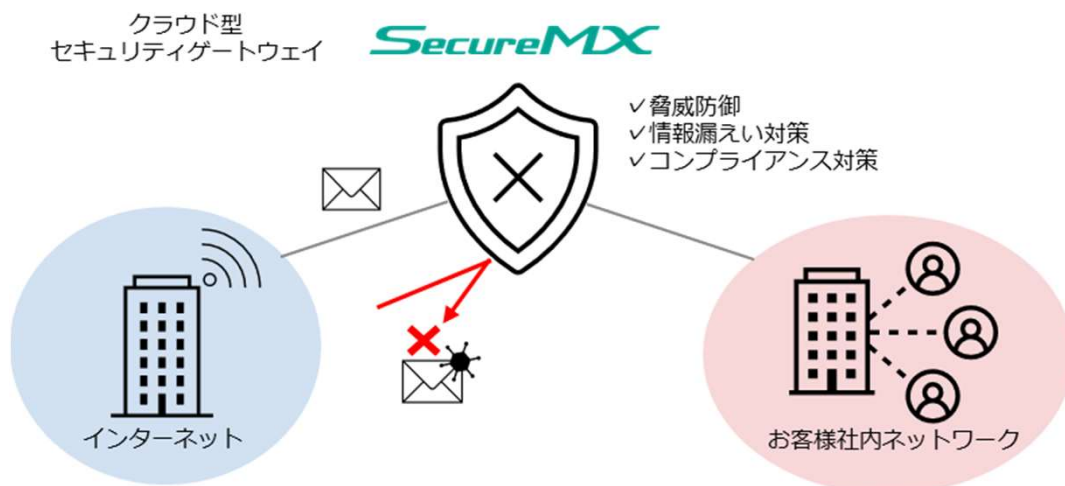 クラウド型
セキュリティゲートウェイ
SecureMX
✓脅威防御
✓情報漏えい対策
✓コンプライアンス対策
インターネット
お客様社内ネットワーク